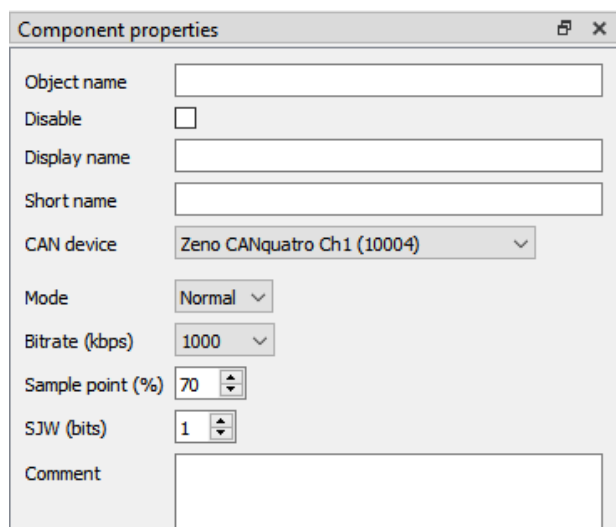 Component properties
Object name
Disable
Display name
Short name
CAN device Zeno CANquatro Ch1 (10004)
Mode Normal
Bitrate (kbps) 1000
Sample point (%) 70
SJW (bits) 1
Comment